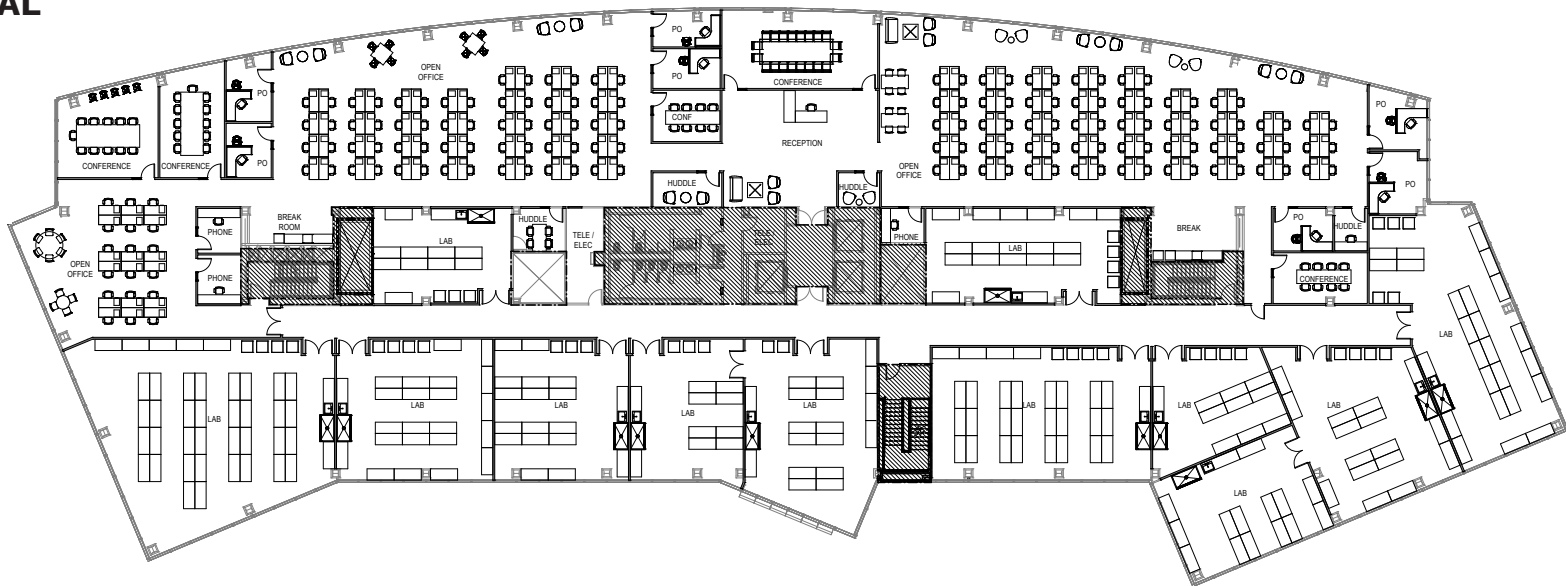 AL
PO
CONFERENCE
PO
OPEN
OFFICE
PO
CONF
PO
CONFERENCE
CONFERENCE
PO
RECEPTION
OPEN
OFFICE
PO
PO
HUDDLE
HUDDLE
PHONE
BREAK
ROOM
LAB
HUDDLE
TELE /
ELEC
TELE
ELEC
PHONE
LAB
BREAK
PO
HUDDLE
OPEN
OFFICE
PHONE
CONFERENCE
LAB
LAB
LAB
LAB
LAB
LAB
LAB
LAB
LAB
LAB